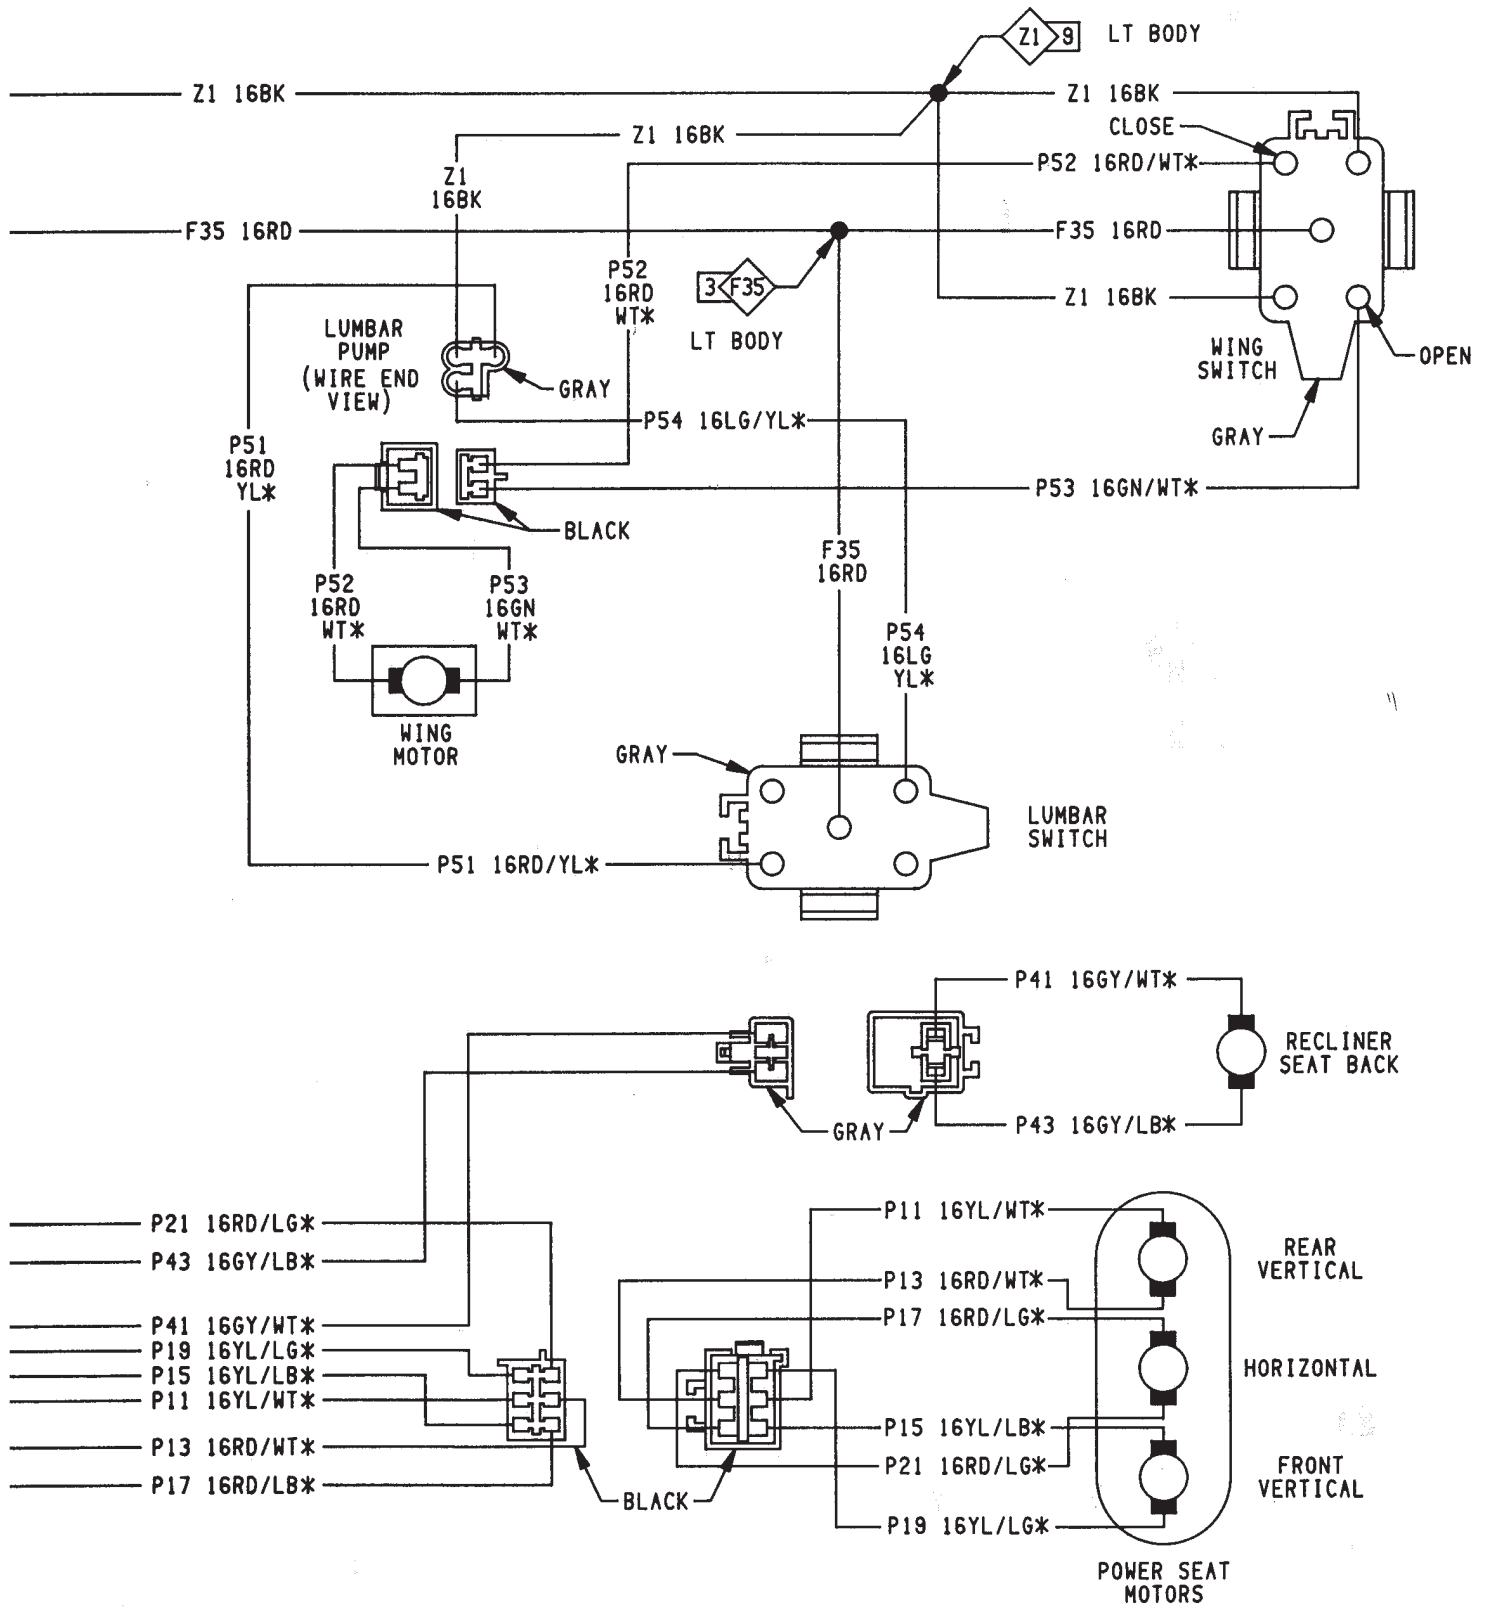 Z1 9 LT BODY
Z1 16BK
Z1 16BK
CLOSE
Z1 16BK
P52 16RD/WT*
Z1
16BK
F35 16RD
F35 16RD
P52
16RD
WT*
3 F35
LT BODY
Z1 16BK
LUMBAR
PUMP
(WIRE END
VIEW)
GRAY
WING
SWITCH
OPEN
P54 16LG/YL*
GRAY
P51
16RD
YL*
P53 16GN/WT*
BLACK
F35
16RD
P52
16RD
WT*
P53
16GN
WT*
P54
16LG
YL*
WING
MOTOR
GRAY
LUMBAR
SWITCH
P51 16RD/YL*
P41 16GY/WT*
RECLINER
SEAT BACK
GRAY
P43 16GY/LB*
P21 16RD/LG*
P43 16GY/LB*
P41 16GY/WT*
P19 16YL/LG*
P15 16YL/LB*
P11 16YL/WT*
P13 16RD/WT*
P17 16RD/LB*
BLACK
P11 16YL/WT*
REAR
VERTICAL
P13 16RD/WT*
P17 16RD/LG*
HORIZONTAL
P15 16YL/LB*
P21 16RD/LG*
FRONT
VERTICAL
P19 16YL/LG*
POWER SEAT
MOTORS